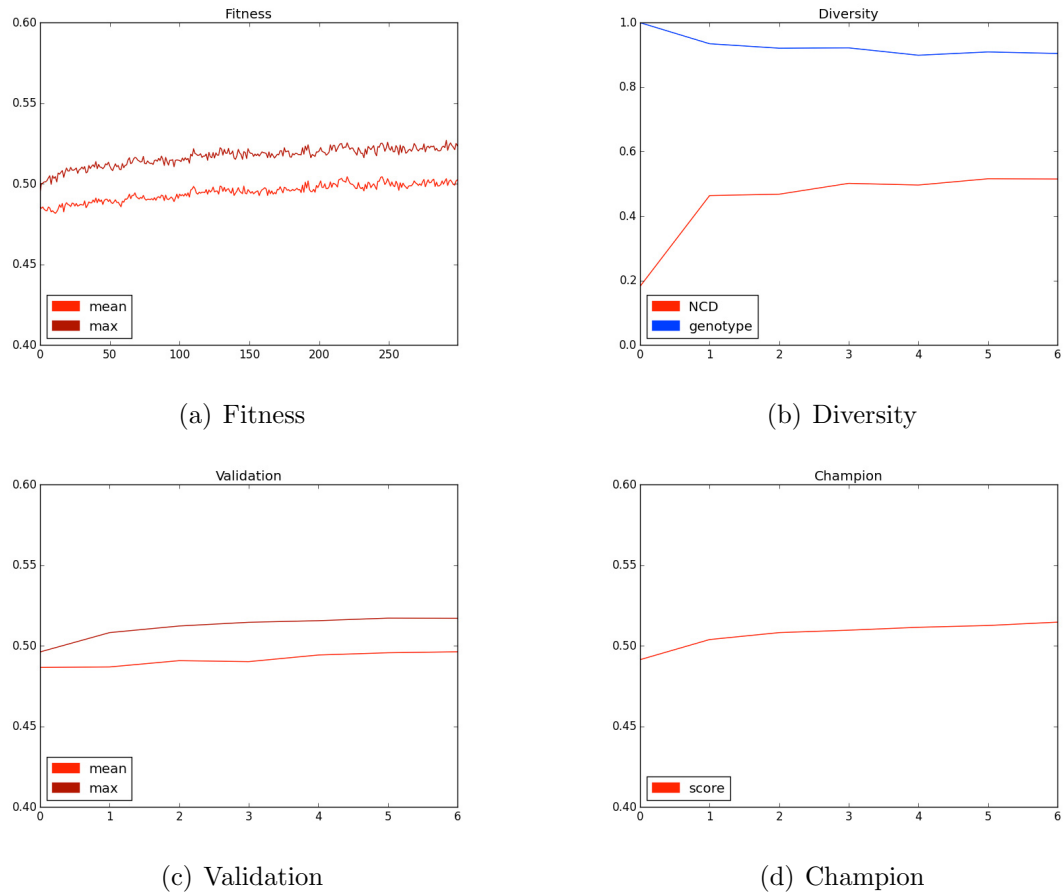 Fitness
0.60
0.55
0.50
0.45
0.40
mean
max
0 50 100 150 200 250
(a) Fitness
Diversity
1.0
0.8
0.6
0.4
0.2
0.0
NCD
genotype
0 1 2 3 4 5 6
(b) Diversity
Validation
0.60
0.55
0.50
0.45
0.40
mean
max
0 1 2 3 4 5 6
(c) Validation
Champion
0.60
0.55
0.50
0.45
0.40
score
0 1 2 3 4 5 6
(d) Champion